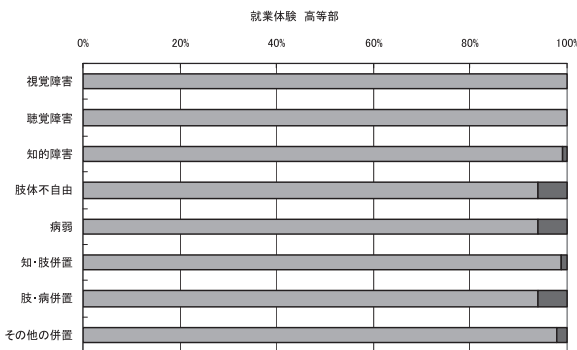 就業体験 高等部
0% 20% 40% 60% 80% 100%
視覚障害
聴覚障害
知的障害
肢体不自由
病弱
知・肢併置
肢・病併置
その他の併置